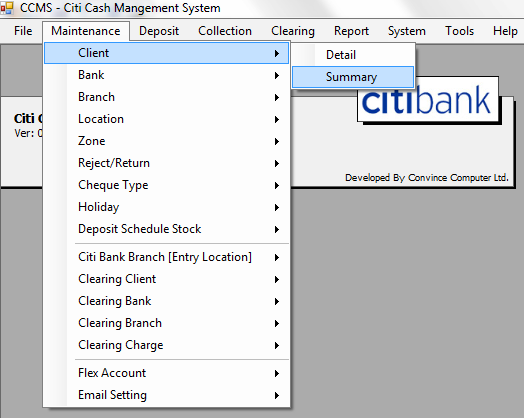 CCMS - Citi Cash Mangement System
File Maintenance Deposit Collection Clearing Report System Tools Help
Client
Detail
Summary
Bank
Branch
Location
Zone
Reject/Return
Cheque Type
Holiday
Deposit Schedule Stock
Citi Bank Branch [Entry Location]
Clearing Client
Clearing Bank
Clearing Branch
Clearing Charge
Flex Account
Email Setting
Citi
Ver: 0
citibank
Developed By Convince Computer Ltd.